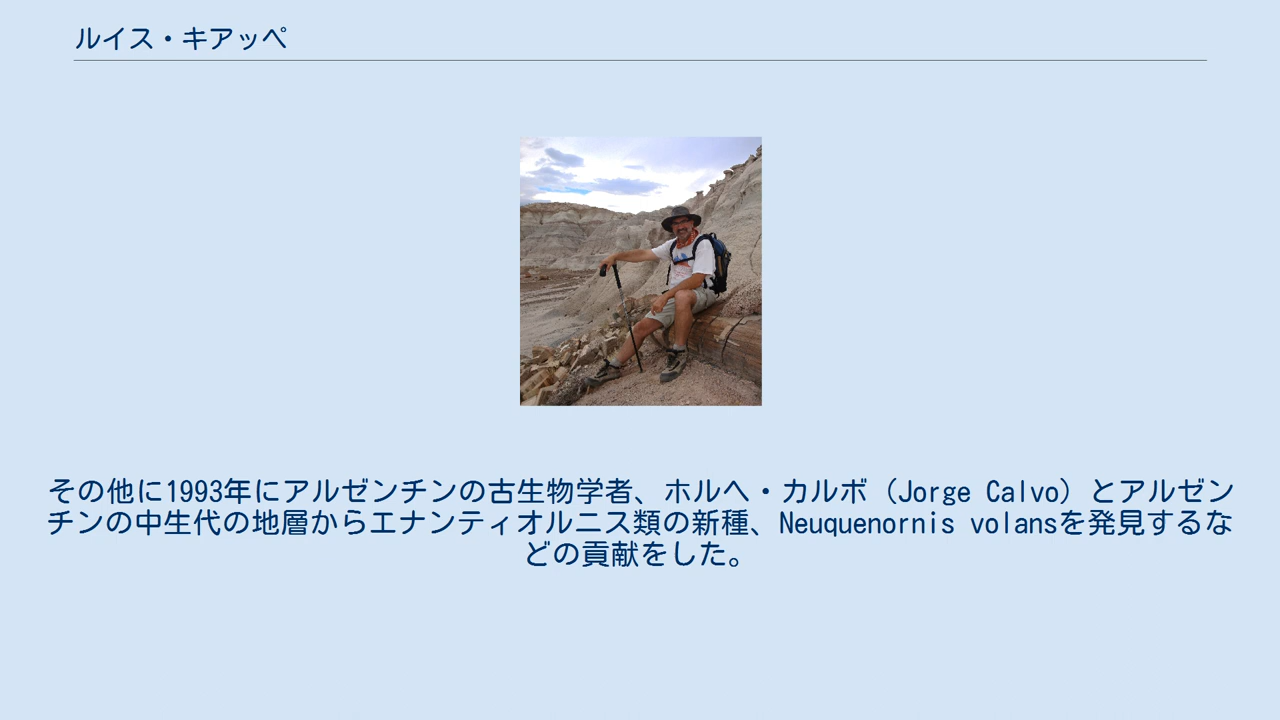 ルイス・キアッペ
その他に1993年にアルゼンチンの古生物学者、ホルヘ・カルボ（Jorge Calvo）とアルゼン
チンの中生代の地層からエナンティオルニス類の新種、Neuquenornis volansを発見するな
どの貢献をした。